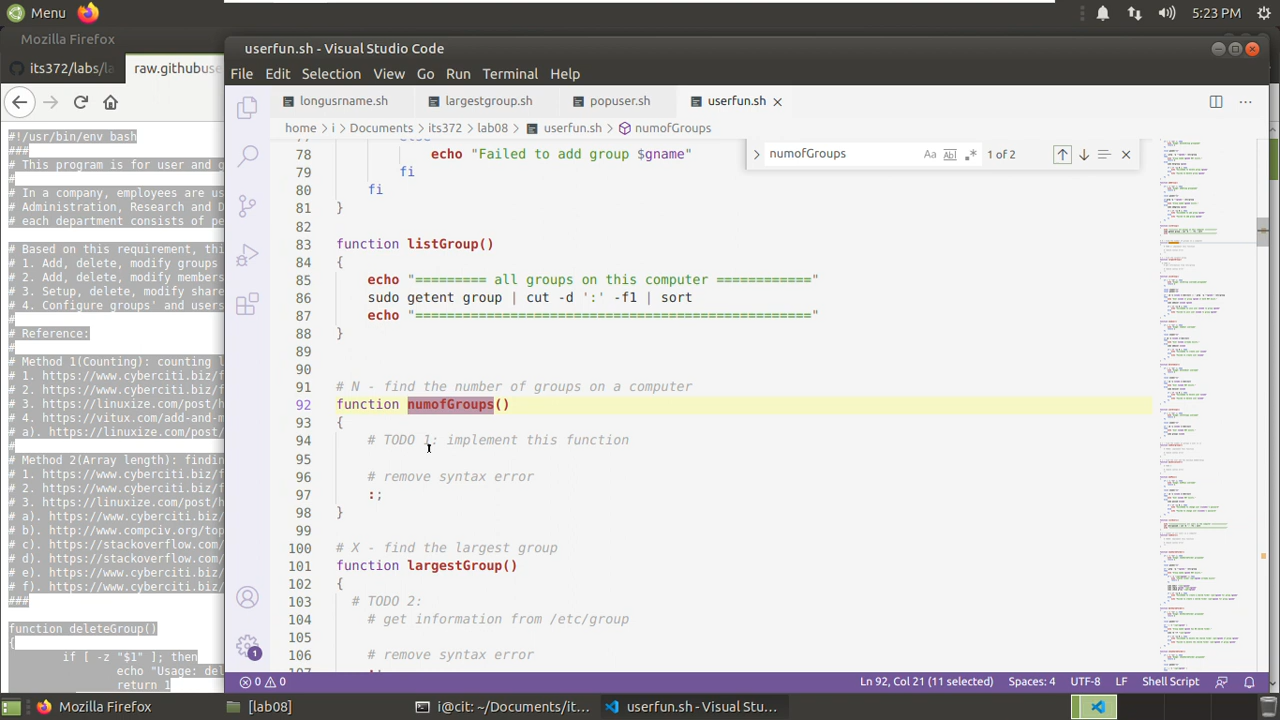 Menu
5:23 PM
Mozilla Firefox
its372/labs/la
raw.githubuse
#!/usr/bin/env bash
###
# This program is for user and g
# In a company, employees are us
# Administration, Research and D
# each department consists of pe
# Based on this requirement, thi
# 1. Add, delete, modify groups
# 2. Add, delete, modify members
# 3. Setup, delete, modify share
# 4. Configure groups' and users
# Reference:
#
# Method 1(Counting): counting l
# 1. https://www.cyberciti.biz/f
# 2. https://www.cyberciti.biz/f
# 3. https://linuxize.com/post/h
# 4. https://vitux.com/add-and-m
# a). https://linuxize.com/post/
# Method 2(Array length): findin
# 1. https://www.cyberciti.biz/f
# 2. https://linuxize.com/post/h
# a). https://www.cyberciti.biz/
# b). https://www.compciv.org/top
# c). https://stackoverflow.com/
# d). https://stackoverflow.com/
# e). https://www.cyberciti.biz/
# f). https://www.cyberciti.biz/
###
function deleteGroup()
{
if [ -z "$1" ]; then
echo "Usage: del
return 1
userfun.sh - Visual Studio Code
File Edit Selection View Go Run Terminal Help
longusrname.sh
largestgroup.sh
popuser.sh
userfun.sh
home › i › Documents › its372 › lab08 › userfun.sh › numofGroups
numofGroups
1 of 2
78 echo "Failed to add group $gname"
79 fi
80 fi
81 }
82
83 function listGroup()
84 {
85 echo "========= all groups on this computer ============"
86 sudo getent group | cut -d ':' -f1 | sort
87 echo "=================================================="
88 }
89
90
91 # N - find the number of groups on a computer
92 function numofGroups()
93 {
94 # TODO 1: implement this function
95
96 # remove syntax error
97 :;
98 }
99
100 # X - find the largest group
101 function largestGroup()
102 {
103 # TODO 2:
104 # get information from /etc/group
105
106 # remove syntax error
1
0 0
Ln 92, Col 21 (11 selected)
Spaces: 4
UTF-8
LF
Shell Script
Mozilla Firefox
[lab08]
i@cit: ~/Documents/it...
userfun.sh - Visual Stu...